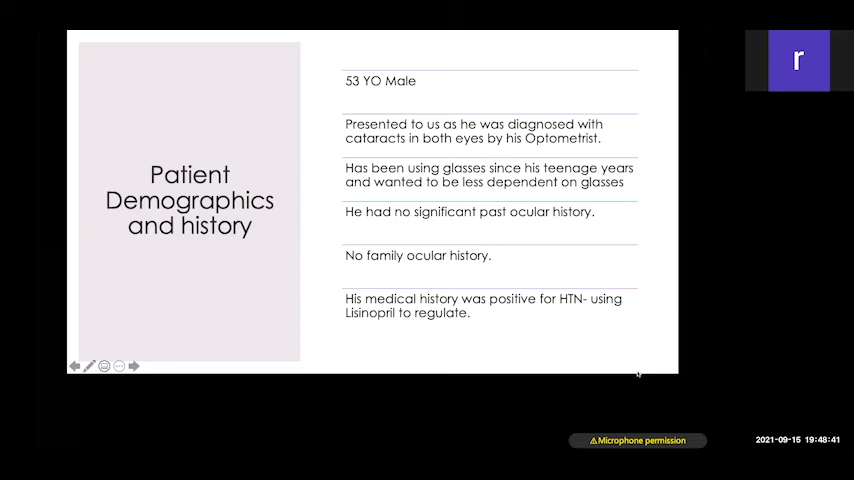 Patient
Demographics
and history
53 YO Male
Presented to us as he was diagnosed with
cataracts in both eyes by his Optometrist.
Has been using glasses since his teenage years
and wanted to be less dependent on glasses
He had no significant past ocular history.
No family ocular history.
His medical history was positive for HTN- using
Lisinopril to regulate.
r
⚠Microphone permission
2021-09-15 19:48:41